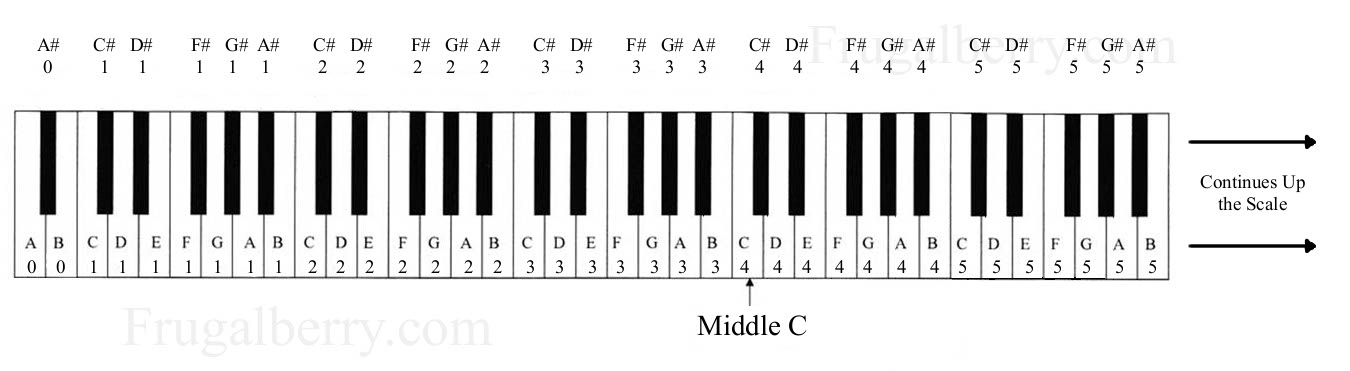 A# C# D# F# G# A# C# D# F# G# A# C# D# F# G# A# C# D# F# G# A# C# D# F# G# A#
0 1 1 1 1 1 2 2 2 2 2 3 3 3 3 3 4 4 4 4 4 5 5 5 5 5
Frugalberry.com
Continues Up
the Scale
A B C D E F G A B C D E F G A B C D E F G A B C D E F G A B C D E F G A B
0 0 1 1 1 1 1 1 1 2 2 2 2 2 2 2 3 3 3 3 3 3 3 4 4 4 4 4 4 4 5 5 5 5 5 5 5
Middle C
Frugalberry.com